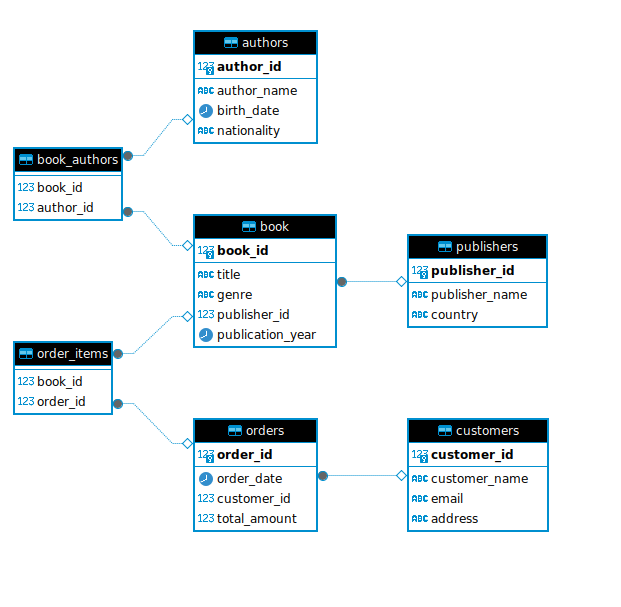 authors
123 author_id
ABC author_name
birth_date
ABC nationality
book_authors
123 book_id
123 author_id
book
123 book_id
ABC title
ABC genre
123 publisher_id
publication_year
publishers
123 publisher_id
ABC publisher_name
ABC country
order_items
123 book_id
123 order_id
orders
123 order_id
order_date
123 customer_id
123 total_amount
customers
123 customer_id
ABC customer_name
ABC email
ABC address